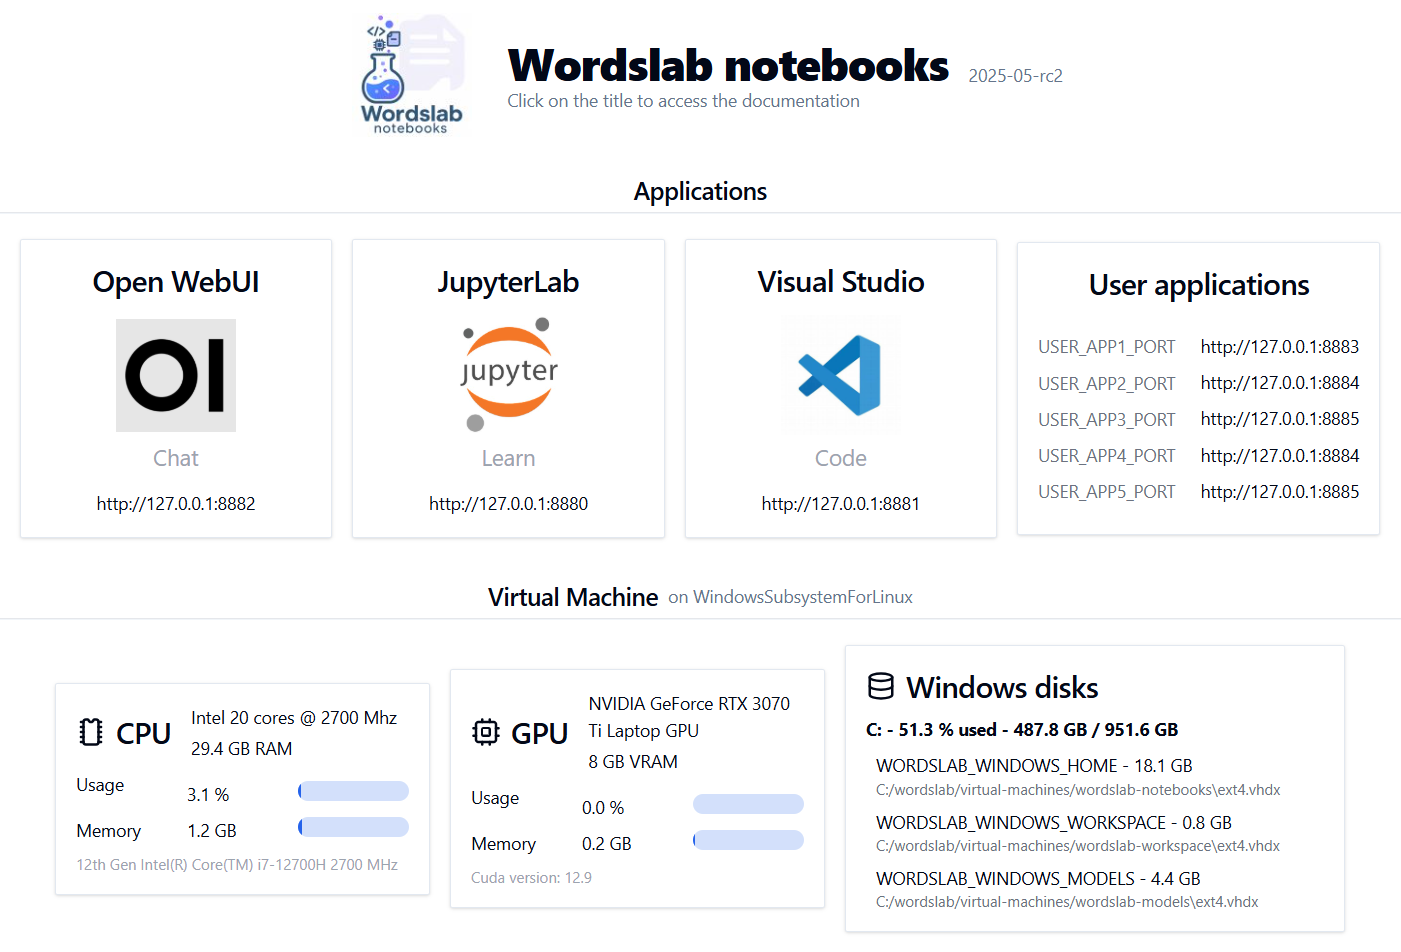 </>
Wordslab
notebooks
Wordslab notebooks 2025-05-rc2
Click on the title to access the documentation
Applications
Open WebUI
OI
Chat
http://127.0.0.1:8882
JupyterLab
jupyter
Learn
http://127.0.0.1:8880
Visual Studio
Code
http://127.0.0.1:8881
User applications
USER_APP1_PORT http://127.0.0.1:8883
USER_APP2_PORT http://127.0.0.1:8884
USER_APP3_PORT http://127.0.0.1:8885
USER_APP4_PORT http://127.0.0.1:8884
USER_APP5_PORT http://127.0.0.1:8885
Virtual Machine on WindowsSubsystemForLinux
CPU
Intel 20 cores @ 2700 Mhz
29.4 GB RAM
Usage 3.1 %
Memory 1.2 GB
12th Gen Intel(R) Core(TM) i7-12700H 2700 MHz
GPU
NVIDIA GeForce RTX 3070
Ti Laptop GPU
8 GB VRAM
Usage 0.0 %
Memory 0.2 GB
Cuda version: 12.9
Windows disks
C: - 51.3 % used - 487.8 GB / 951.6 GB
WORDSLAB_WINDOWS_HOME - 18.1 GB
C:/wordslab/virtual-machines/wordslab-notebooks\ext4.vhdx
WORDSLAB_WINDOWS_WORKSPACE - 0.8 GB
C:/wordslab/virtual-machines/wordslab-workspace\ext4.vhdx
WORDSLAB_WINDOWS_MODELS - 4.4 GB
C:/wordslab/virtual-machines/wordslab-models\ext4.vhdx